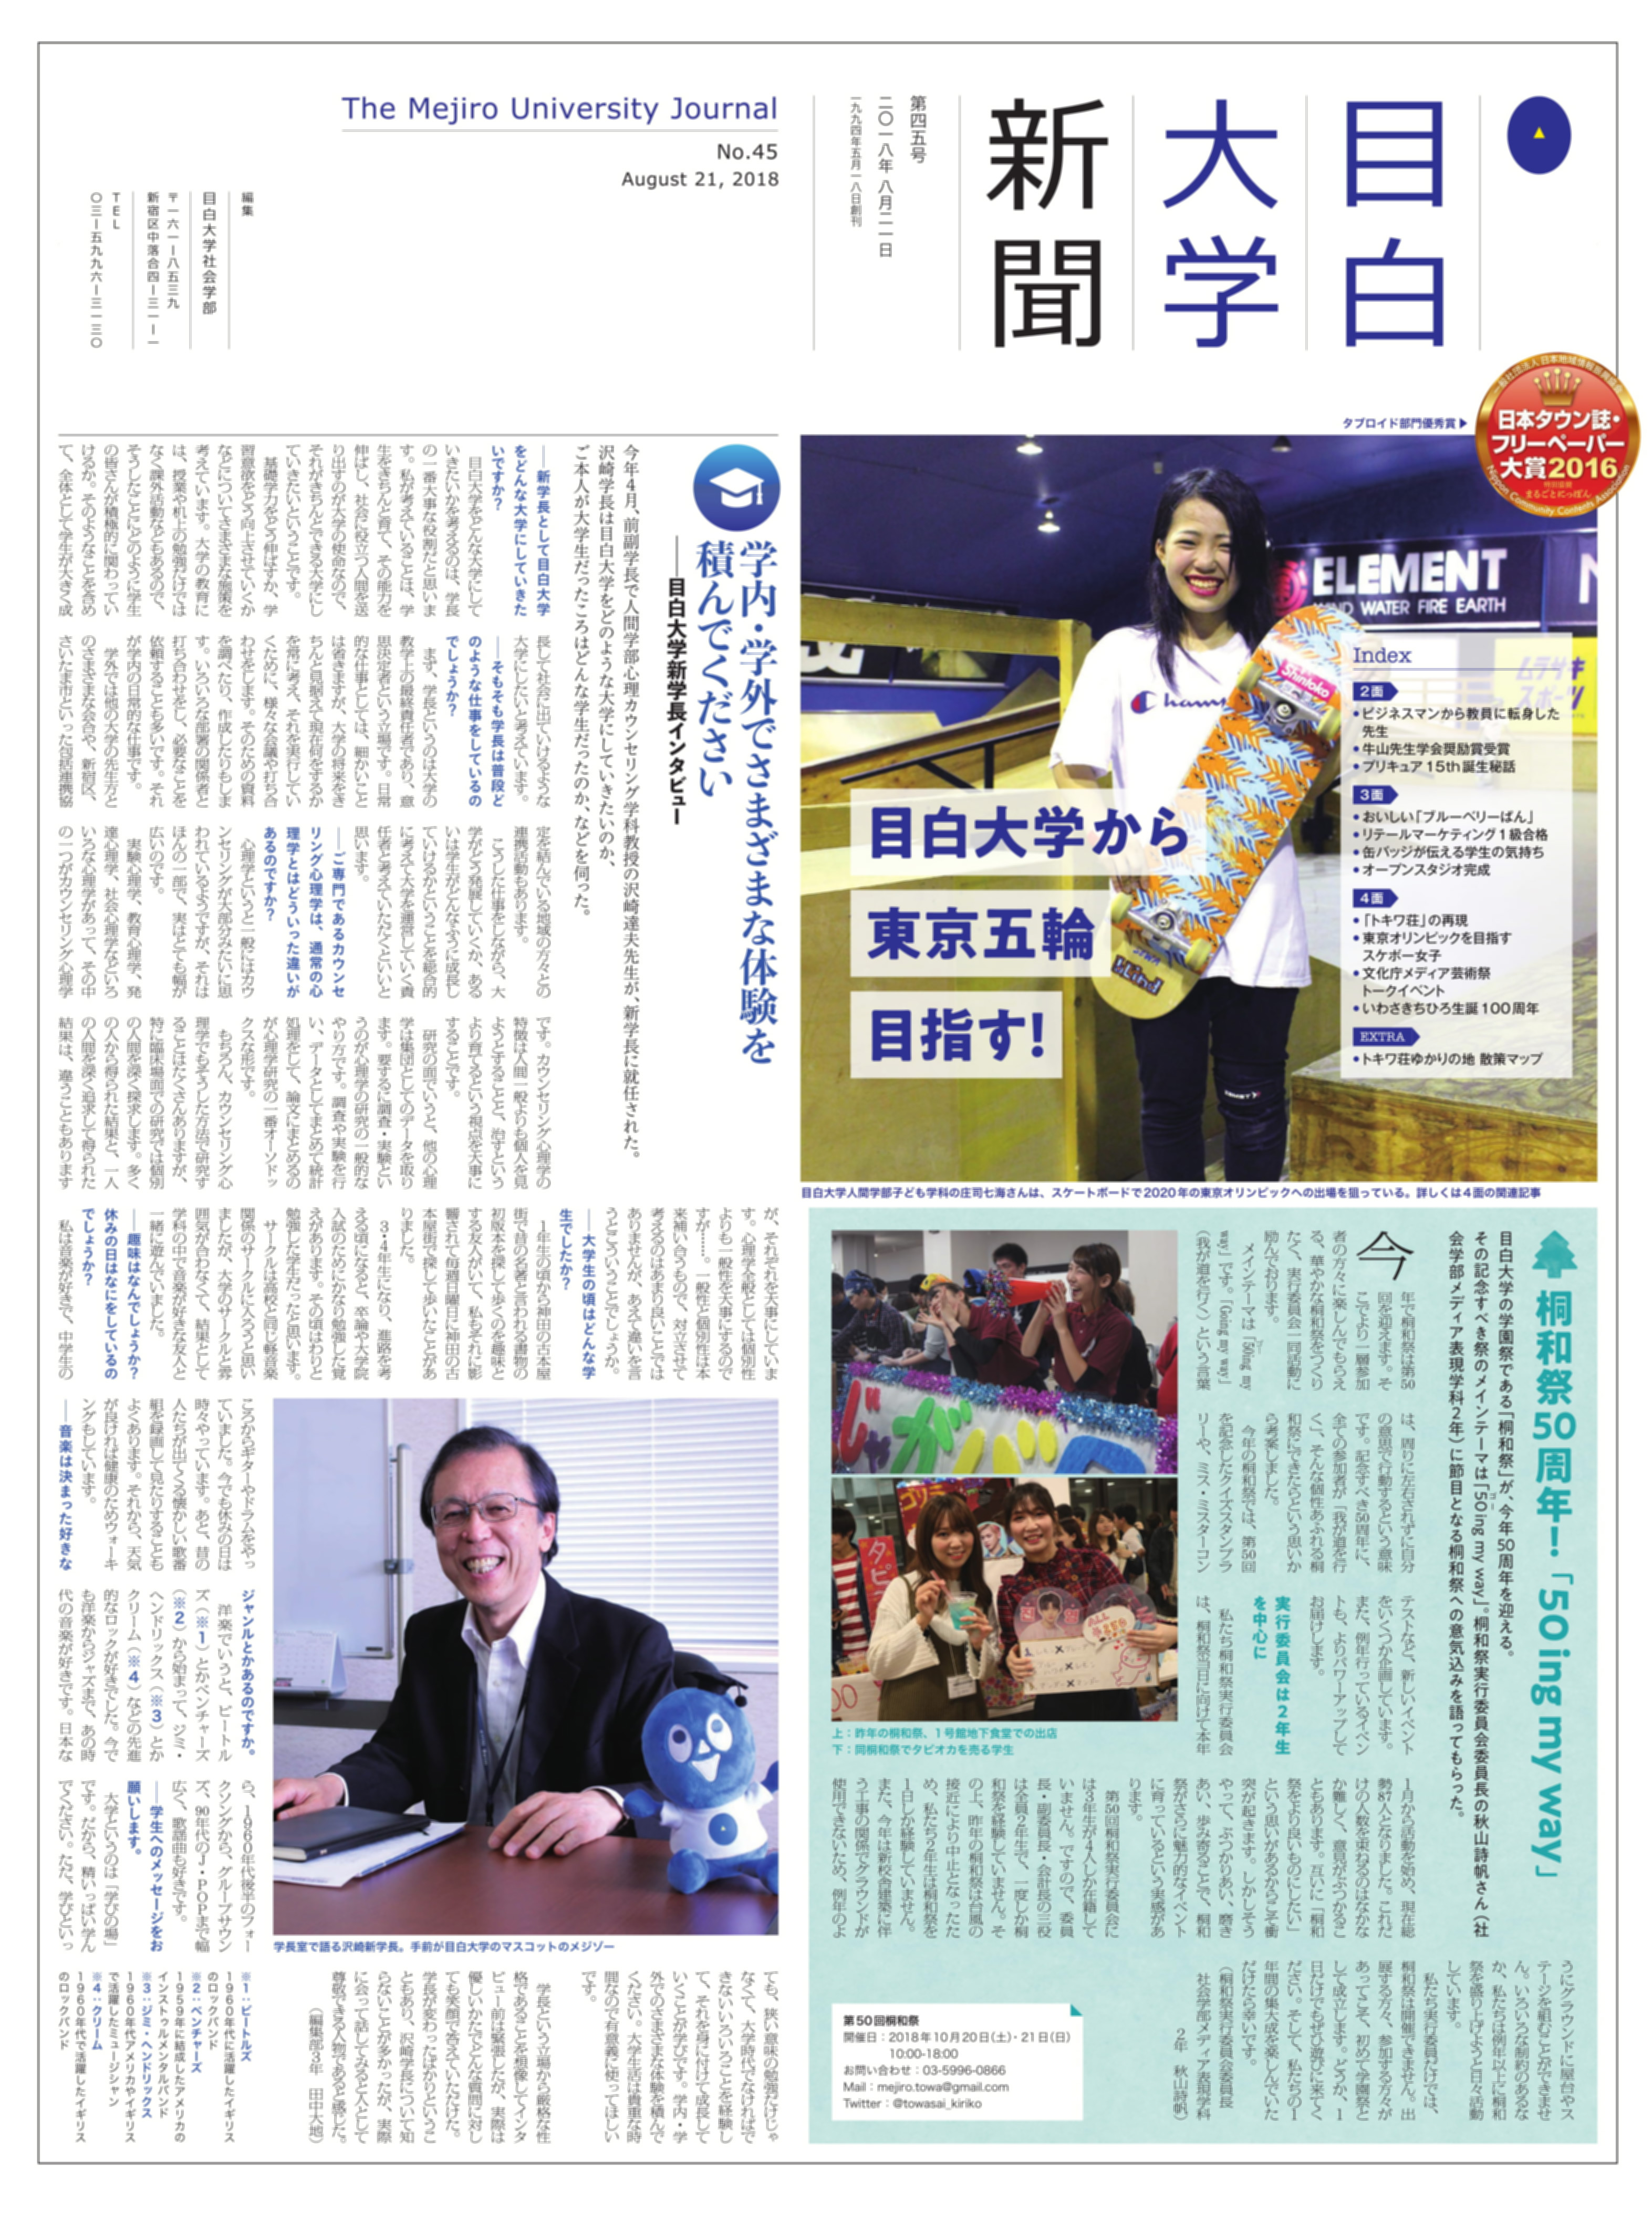 目白
大学
新聞
第四五号
二〇一八年 八月二一日
一九九四年五月一八日創刊
The Mejiro University Journal
No.45
August 21, 2018
編集
目白大学社会学部
〒一六一ー八五三九
新宿区中落合四ー三一ー一
TEL
〇三ー五九九六ー三一三〇
タブロイド部門優秀賞▶
日本タウン誌・
フリーペーパー
大賞2016
ELEMENT
WIND WATER FIRE EARTH
目白大学から
東京五輪
目指す!
Index
2面
•ビジネスマンから教員に転身した
先生
•牛山先生学会奨励賞受賞
•プリキュア15th誕生秘話
3面
•おいしい「ブルーベリーぱん」
•リテールマーケティング1級合格
•缶バッジが伝える学生の気持ち
•オープンスタジオ完成
4面
•「トキワ荘」の再現
•東京オリンピックを目指す
スケボー女子
•文化庁メディア芸術祭
トークイベント
•いわさきちひろ生誕100周年
EXTRA
•トキワ荘ゆかりの地 散策マップ
目白大学人間学部子ども学科の庄司七海さんは、スケートボードで2020年の東京オリンピックへの出場を狙っている。詳しくは4面の関連記事
学内・学外でさまざまな体験を
積んでください
──目白大学新学長インタビュー
今年4月、前副学長で人間学部心理カウンセリング学科教授の沢崎達夫先生が、新学長に就任された。
沢崎学長は目白大学をどのような大学にしていきたいのか、
ご本人が大学生だったころはどんな学生だったのか、などを伺った。
──新学長として目白大学
をどんな大学にしていきた
いですか?
目白大学をどんな大学にして
いきたいかを考えるのは、学長
の一番大事な役割だと思いま
す。私が考えていることは、学
生をきちんと育て、その能力を
伸ばし、社会に役立つ人間を送
り出すのが大学の使命なので、
それがきちんとできる大学にし
ていきたいということです。
基礎学力をどう伸ばすか、学
習意欲をどう向上させていくか
などについてさまざまな施策を
考えています。大学の教育に
は、授業や机上の勉強だけでは
なく課外活動などもあるので、
そうしたことにどのように学生
の皆さんが積極的に関わってい
けるか。そのようなことを含め
て、全体として学生が大きく成
長して社会に出ていけるような
大学にしたいと考えています。
──そもそも学長は普段ど
のような仕事をしているの
でしょうか?
まず、学長というのは大学の
教学上の最終責任者であり、意
思決定者という立場です。日常
的な仕事としては、細かいこと
は省きますが、大学の将来をき
ちんと見据えて現在何をするか
を常に考え、それを実行してい
くために、様々な会議や打ち合
わせをします。そのための資料
を調べたり、作成したりもしま
す。いろいろな部署の関係者と
打ち合わせをし、必要なことを
依頼することも多いです。それ
が学内の日常的な仕事です。
学外では他の大学の先生方と
のさまざまな会合や、新宿区、
さいたま市といった包括連携協
定を結んでいる地域の方々との
連携活動もあります。
こうした仕事をしながら、大
学がどう発展していくか、ある
いは学生がどんなふうに成長し
ていけるかということを総合的
に考えて大学を運営していく責
任者と考えていただくといいと
思います。
──ご専門であるカウンセ
リング心理学は、通常の心
理学とはどういった違いが
あるのですか?
心理学というと一般にはカウ
ンセリングが大部分みたいに思
われているようですが、それは
ほんの一部で、実はとても幅が
広いのです。
実験心理学、教育心理学、発
達心理学、社会心理学などいろ
いろな心理学があって、その中
の一つがカウンセリング心理学
です。カウンセリング心理学の
特徴は人間一般よりも個人を見
ようとすることと、治すという
より育てるという視点を大事に
することです。
研究の面でいうと、他の心理
学は集団としてのデータを取り
ます。要するに調査・実験とい
うのが心理学の研究の一般的な
やり方です。調査や実験を行
い、データとしてまとめて統計
処理をして、論文にまとめるの
が心理学研究の一番オーソドッ
クスな形です。
もちろん、カウンセリング心
理学でもそうした方法で研究す
ることはたくさんありますが、
特に臨床場面での研究では個別
の人間を深く探求します。多く
の人から得られた結果と、一人
の人間を深く追求して得られた
結果は、違うこともあります
が、それぞれを大事にしていま
す。心理学全般としては個別性
よりも一般性を大事にするので
すが……。一般性と個別性は本
来補い合うもので、対立させて
考えるのはあまり良いことでは
ありませんが、あえて違いを言
うとこういうことでしょうか。
──大学生の頃はどんな学
生でしたか?
1年生の頃から神田の古本屋
街で昔の名著と言われる書物の
初版本を探して歩くのを趣味と
する友人がいて、私もそれに影
響されて毎週日曜日に神田の古
本屋街で探して歩いたことがあ
りました。
3・4年生になり、進路を考
える頃になると、卒論や大学院
入試のためにかなり勉強した覚
えがあります。その頃はわりと
勉強した学生だったと思います。
サークルは高校と同じ軽音楽
関係のサークルに入ろうと思い
ましたが、大学のサークルと雰
囲気が合わなくて、結果として
学科の中で音楽が好きな友人と
一緒に遊んでいました。
──趣味はなんでしょうか?
休みの日はなにをしているの
でしょうか?
私は音楽が好きで、中学生の
ころからギターやドラムをやっ
ていました。今でも休みの日は
時々やっています。あと、昔の
人たちが出てくる懐かしい歌番
組を録画して見たりすることも
よくあります。それから、天気
が良ければ健康のためウォーキ
ングもしています。
──音楽は決まった好きな
ジャンルとかあるのですか。
洋楽でいうと、ビートル
ズ(※1)とかベンチャーズ
(※2)から始まって、ジミ・
ヘンドリックス(※3)とか
クリーム(※4)などの先進
的なロックが好きでした。今で
も洋楽からジャズまで、あの時
代の音楽が好きです。日本な
ら、1960年代後半のフォー
クソングから、グループサウン
ズ、90年代のJ・POPまで幅
広く、歌謡曲も好きです。
──学生へのメッセージをお
願いします。
大学というのは「学びの場」
です。だから、精いっぱい学ん
でください。ただ、学びといっ
ても、狭い意味の勉強だけじゃ
なくて、大学時代でなければで
きないいろいろなことを経験し
て、それを身に付けて成長して
いくことが学びです。学内・学
外でのさまざまな体験を積んで
ください。大学生活は貴重な時
間なので有意義に使ってほしい
です。
学長という立場から厳格な性
格であることを想像してインタ
ビュー前は緊張したが、実際は
優しいかたでどんな質問に対し
ても笑顔で答えていただけた。
学長が変わったばかりというこ
ともあり、沢崎学長について知
らないことが多かったが、実際
に会って話してみると人として
尊敬できる人物であると感じた。
(編集部3年 田中大地)
※1:ビートルズ
1960年代に活躍したイギリス
のロックバンド
※2:ベンチャーズ
1959年に結成したアメリカの
インストゥルメンタルバンド
※3:ジミ・ヘンドリックス
1960年代アメリカやイギリス
で活躍したミュージシャン
※4:クリーム
1960年代で活躍したイギリス
のロックバンド
学長室で語る沢崎新学長。手前が目白大学のマスコットのメジゾー
桐和祭50周年!「50ing my way」
目白大学の学園祭である「桐和祭」が、今年50周年を迎える。
その記念すべき祭のメインテーマは「50ing my way」。桐和祭実行委員会委員長の秋山詩帆さん(社
会学部メディア表現学科2年)に節目となる桐和祭への意気込みを語ってもらった。
今
年で桐和祭は第50
回を迎えます。そ
こでより一層参加
者の方々に楽しんでもらえ
る、華やかな桐和祭をつくり
たく、実行委員会一同活動に
励んでおります。
メインテーマは「50ing my
way」です。「Going my way」
(我が道を行く)という言葉
は、周りに左右されずに自分
の意思で行動するという意味
です。記念すべき50周年に、
全ての参加者が「我が道を行
く」、そんな個性あふれる桐
和祭にできたらという思いか
ら考案しました。
今年の桐和祭では、第50回
を記念したクイズスタンプラ
リーや、ミス・ミスターコン
テストなど、新しいイベント
をいくつか企画しています。
また、例年行っているイベン
トも、よりパワーアップして
お届けします。
実行委員会は2年生
を中心に
私たち桐和祭実行委員会
は、桐和祭当日に向けて本年
1月から活動を始め、現在総
勢87人となりました。これだ
けの人数を束ねるのはなかな
か難しく、意見がぶつかるこ
ともあります。互いに「桐和
祭をより良いものにしたい」
という思いがあるからこそ衝
突が起きます。しかしそう
やって、ぶつかりあい、磨き
あい、歩み寄ることで、桐和
祭がさらに魅力的なイベント
に育っているという実感があ
ります。
第50回桐和祭実行委員会に
は3年生が4人しか在籍して
いません。ですので、委員
長・副委員長・会計長の三役
は全員2年生で、一度しか桐
和祭を経験していません。そ
の上、昨年の桐和祭は台風の
接近により中止となったた
め、私たち2年生は桐和祭を
1日しか経験していません。
また、今年は新校舎建築に伴
う工事の関係でグラウンドが
使用できないため、例年のよ
うにグラウンドに屋台やス
テージを組むことができませ
ん。いろいろな制約のあるな
か、私たちは例年以上に桐和
祭を盛り上げようと日々活動
しています。
私たち実行委員だけでは、
桐和祭は開催できません。出
展する方々、参加する方々が
あってこそ、初めて学園祭と
して成立します。どうか、1
日だけでもぜひ遊びに来てく
ださい。そして、私たちの1
年間の集大成を楽しんでいた
だけたら幸いです。
(桐和祭実行委員会委員長
社会学部メディア表現学科
2年 秋山詩帆)
上:昨年の桐和祭、1号館地下食堂での出店
下:同桐和祭でタピオカを売る学生
第50回桐和祭
開催日:2018年10月20日(土)・21日(日)
10:00-18:00
お問い合わせ:03-5996-0866
Mail:mejiro.towa@gmail.com
Twitter:@towasai_kiriko